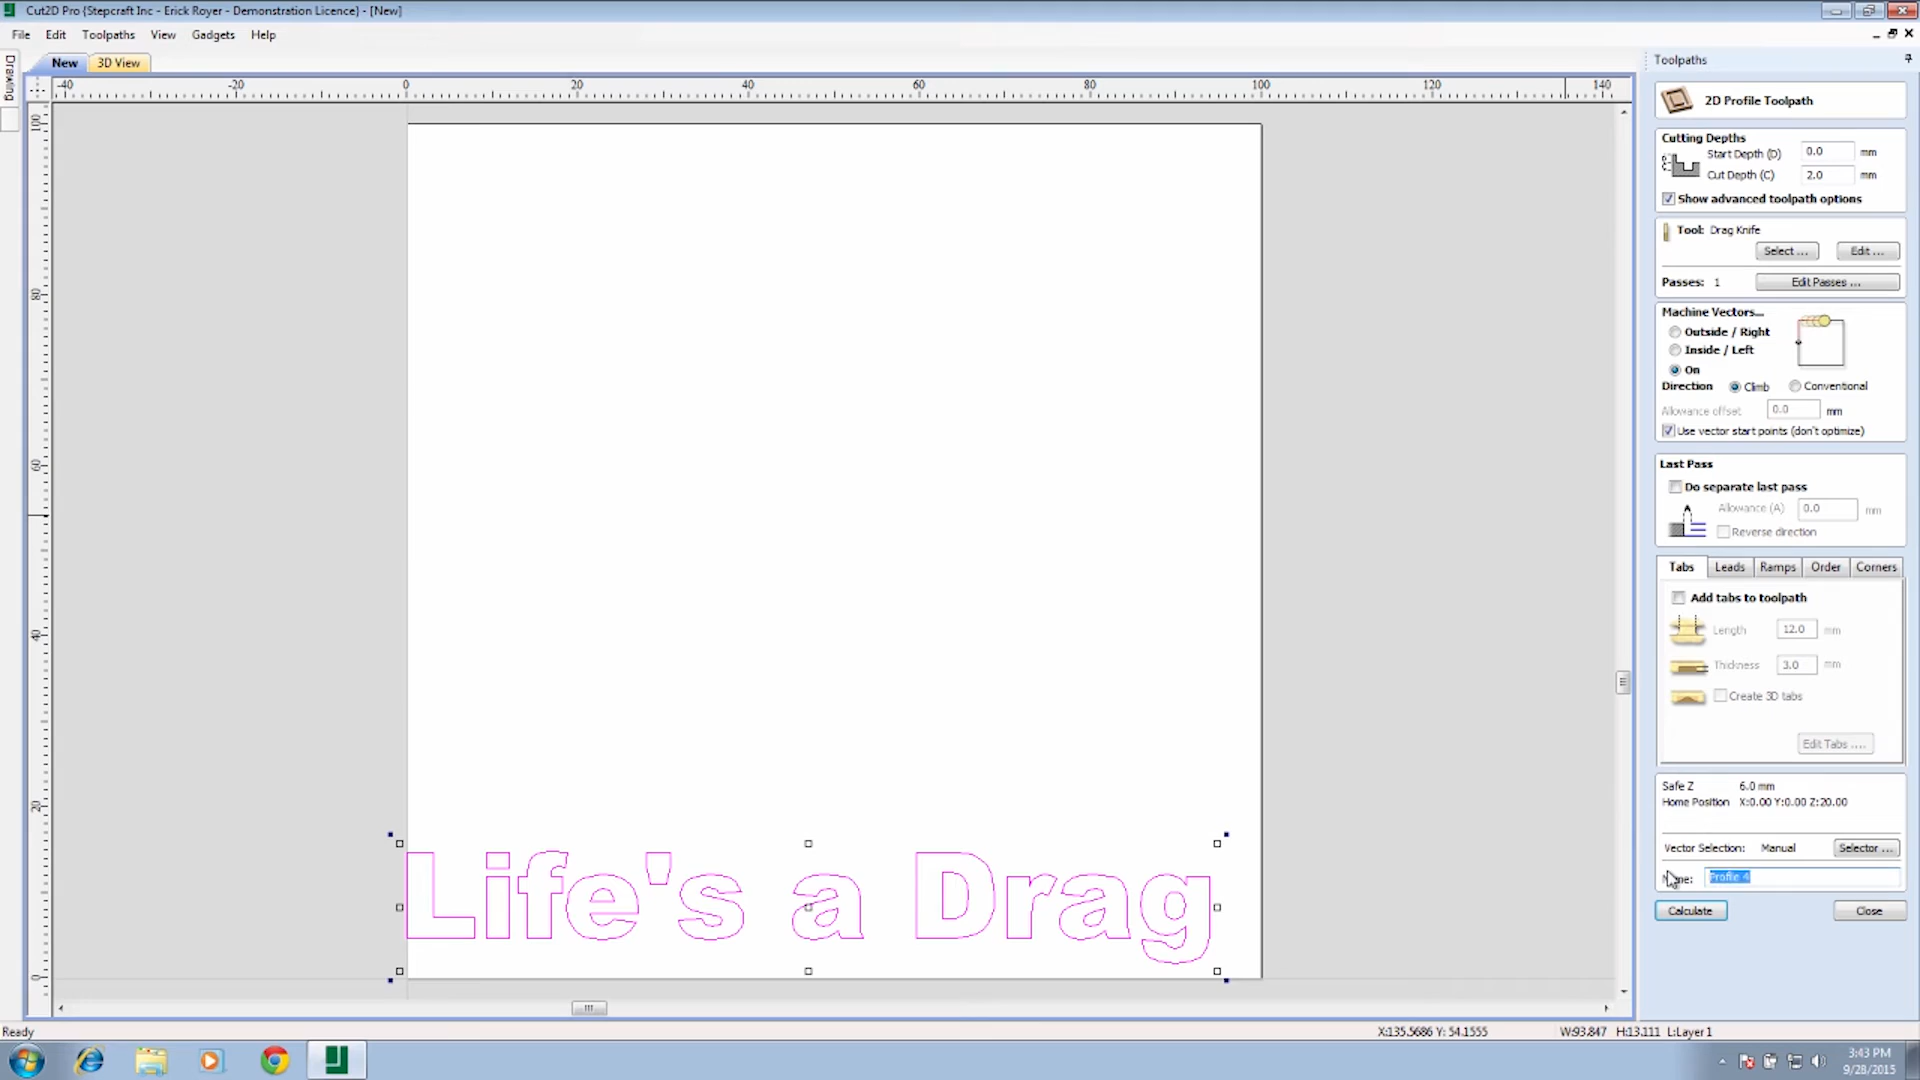 Cut2D Pro {Stepcraft Inc - Erick Royer - Demonstration Licence} - [New]
File Edit Toolpaths View Gadgets Help
Drawing
New 3D View
-40 -20 0 20 40 60 80 100 120 140
100
80
60
40
20
0
Life's a Drag
Toolpaths
2D Profile Toolpath
Cutting Depths
Start Depth (D) 0.0 mm
Cut Depth (C) 2.0 mm
Show advanced toolpath options
Tool: Drag Knife
Select ... Edit ...
Passes: 1 Edit Passes ...
Machine Vectors...
Outside / Right
Inside / Left
On
Direction Climb Conventional
Allowance offset 0.0 mm
Use vector start points (don't optimize)
Last Pass
Do separate last pass
Allowance (A) 0.0 mm
Reverse direction
Tabs Leads Ramps Order Corners
Add tabs to toolpath
Length 12.0 mm
Thickness 3.0 mm
Create 3D tabs
Edit Tabs ....
Safe Z 6.0 mm
Home Position X:0.00 Y:0.00 Z:20.00
Vector Selection: Manual Selector ...
Profile 4
Calculate Close
Ready X:135.5686 Y: 54.1555 W:93.847 H:13.111 L:Layer 1
3:43 PM
9/28/2015